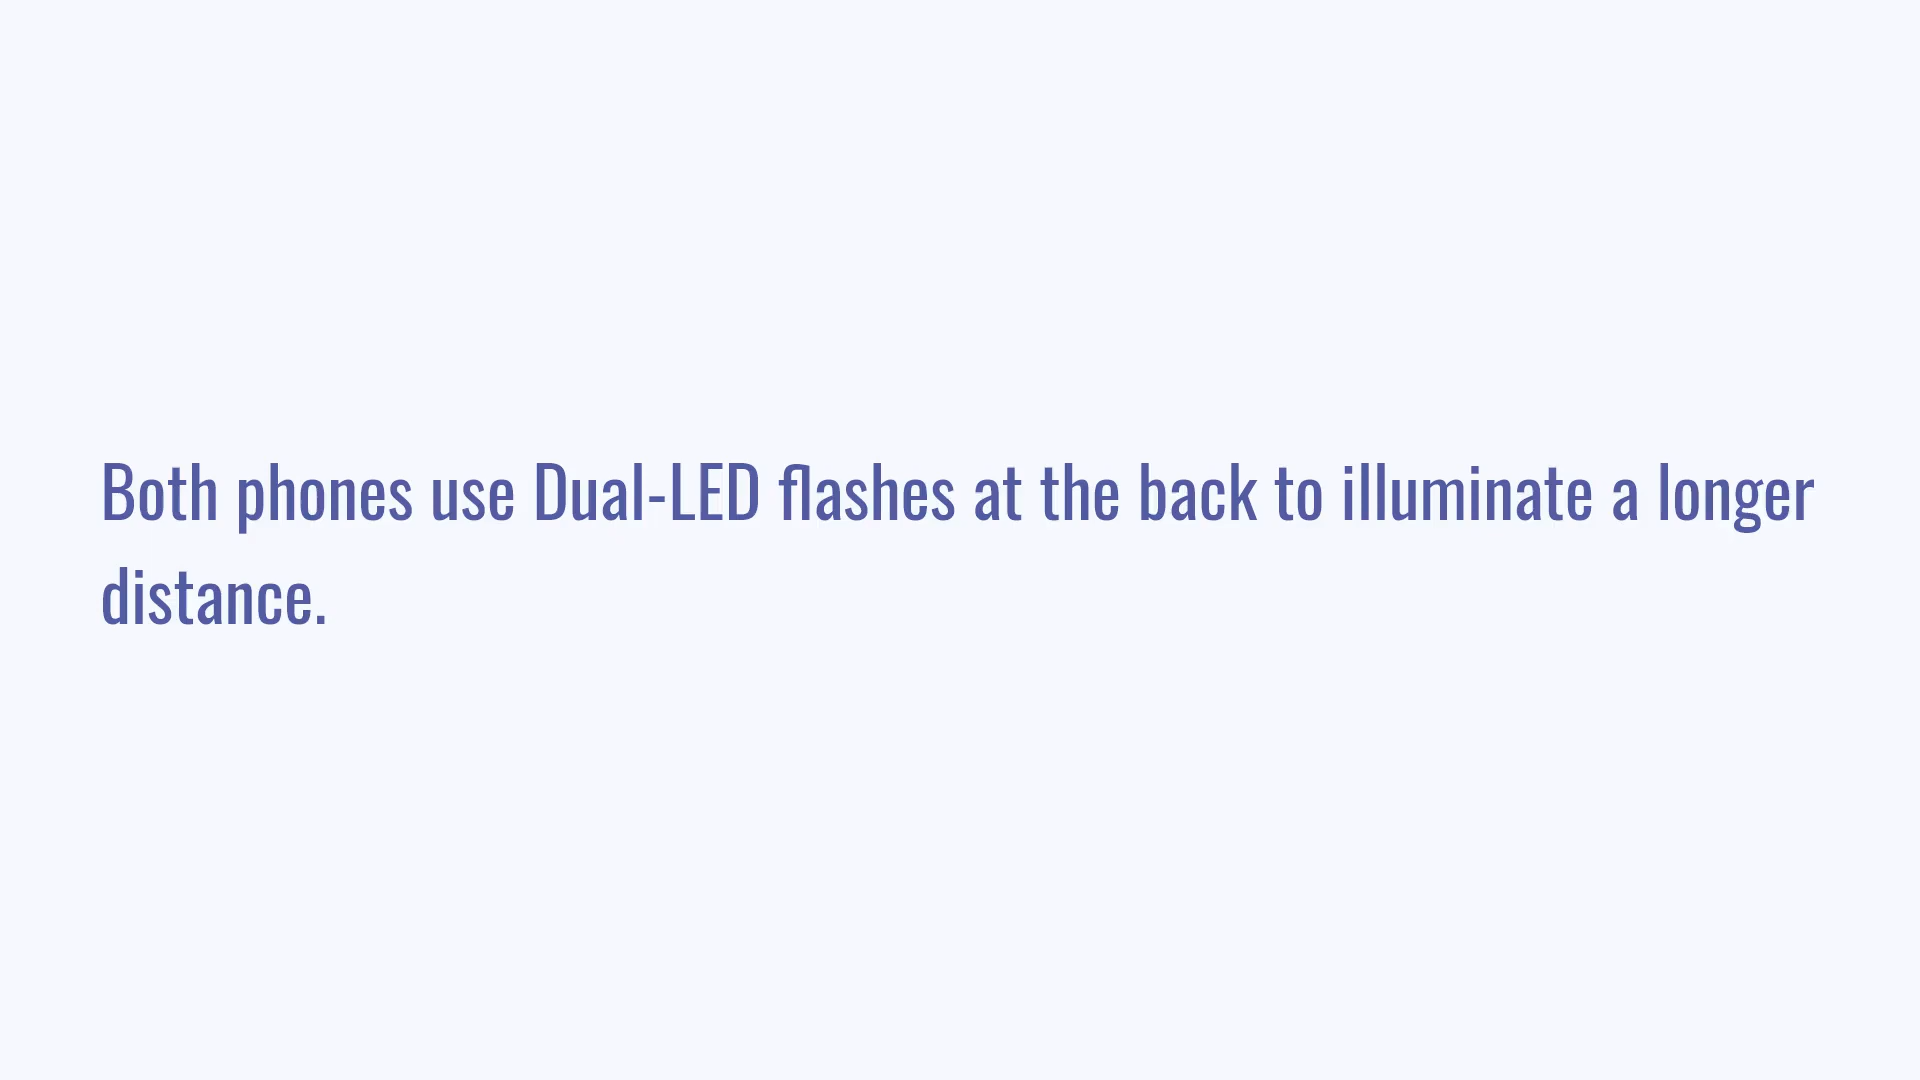 Both phones use Dual-LED flashes at the back to illuminate a longer
distance.